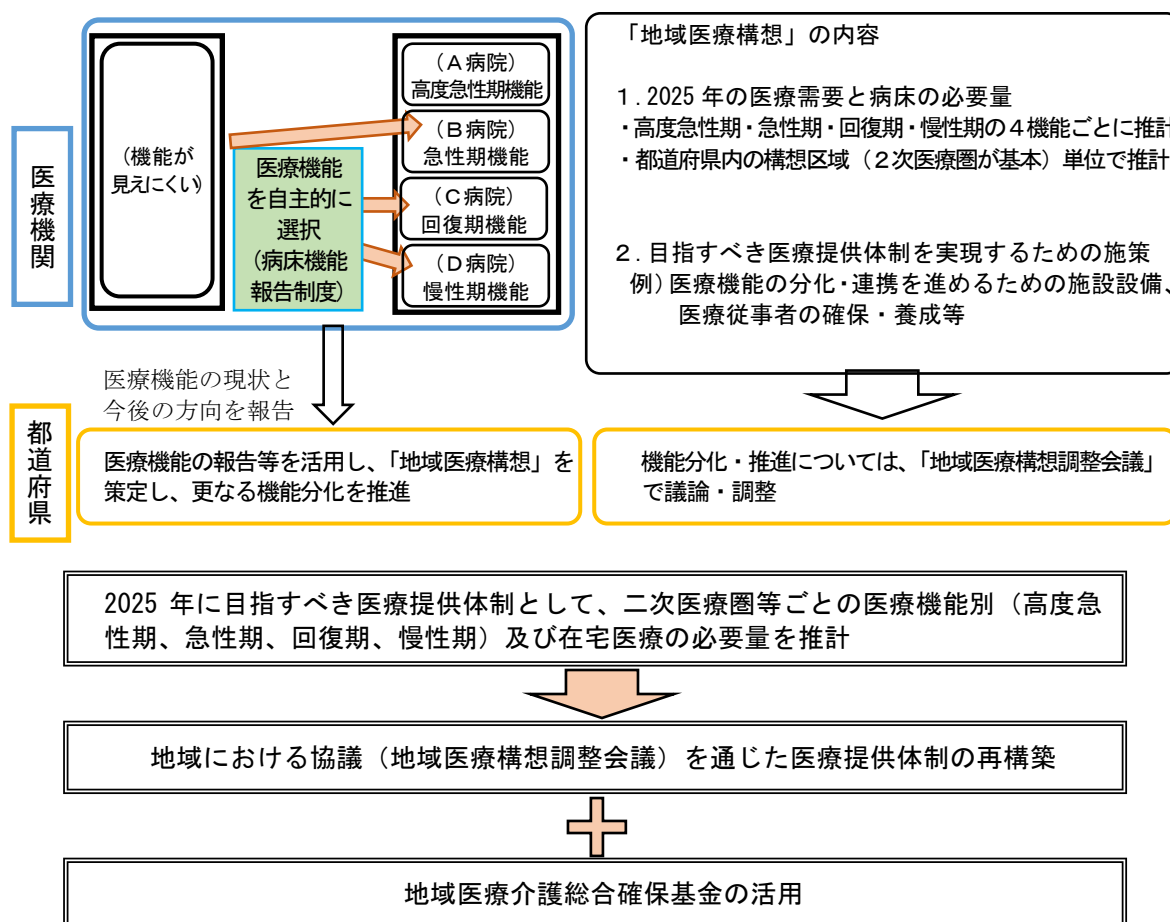 医療機関
(機能が
見えにくい)
医療機能
を自主的に
選択
(病床機能
報告制度)
(A病院)
高度急性期機能
(B病院)
急性期機能
(C病院)
回復期機能
(D病院)
慢性期機能
「地域医療構想」の内容
1.2025年の医療需要と病床の必要量
・高度急性期・急性期・回復期・慢性期の4機能ごとに推計
・都道府県内の構想区域(2次医療圏が基本)単位で推計
2.目指すべき医療提供体制を実現するための施策
例)医療機能の分化・連携を進めるための施設設備、
医療従事者の確保・養成等
医療機能の現状と
今後の方向を報告
都道府県
医療機能の報告等を活用し、「地域医療構想」を
策定し、更なる機能分化を推進
機能分化・推進については、「地域医療構想調整会議」
で議論・調整
2025年に目指すべき医療提供体制として、二次医療圏等ごとの医療機能別(高度急
性期、急性期、回復期、慢性期)及び在宅医療の必要量を推計
地域における協議(地域医療構想調整会議)を通じた医療提供体制の再構築
地域医療介護総合確保基金の活用